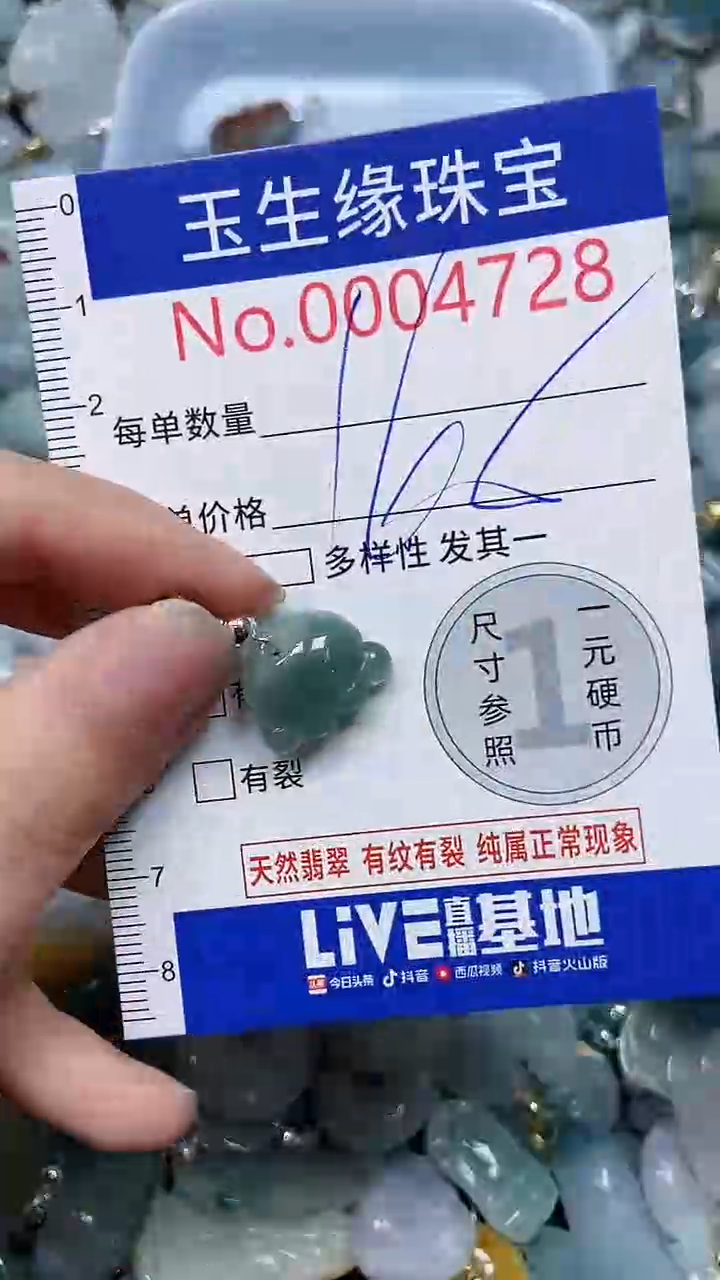 玉生缘珠宝
No.0004728
每单数量
单价格
多样性 发其一
尺寸参照
1
一元硬币
有裂
天然翡翠 有纹有裂 纯属正常现象
LiVE直播基地
头条 今日头条 抖音 西瓜视频 抖音火山版
0
1
2
7
8